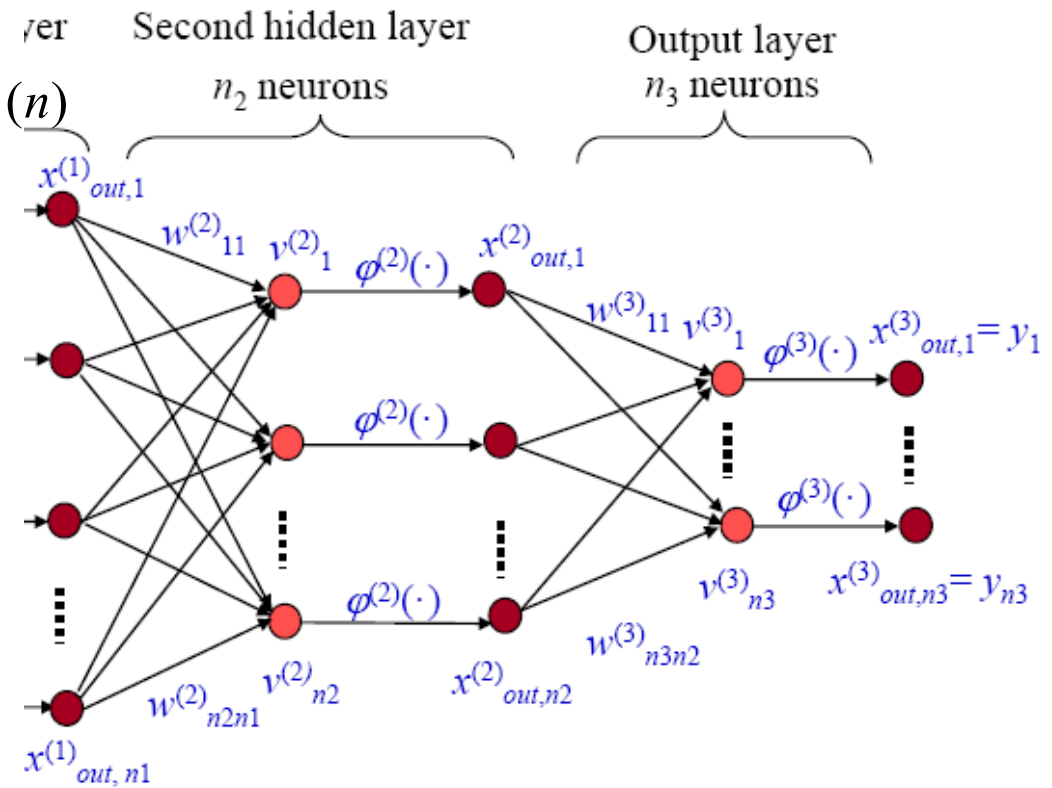 yer
Second hidden layer
Output layer
n2 neurons
n3 neurons
(n)
x(1)out,1
w(2)11
v(2)1
φ(2)(·)
x(2)out,1
w(3)11
v(3)1
φ(3)(·)
x(3)out,1= y1
φ(2)(·)
φ(3)(·)
φ(2)(·)
v(3)n3
x(3)out,n3= yn3
w(3)n3n2
w(2)n2n1
v(2)n2
x(2)out,n2
x(1)out, n1